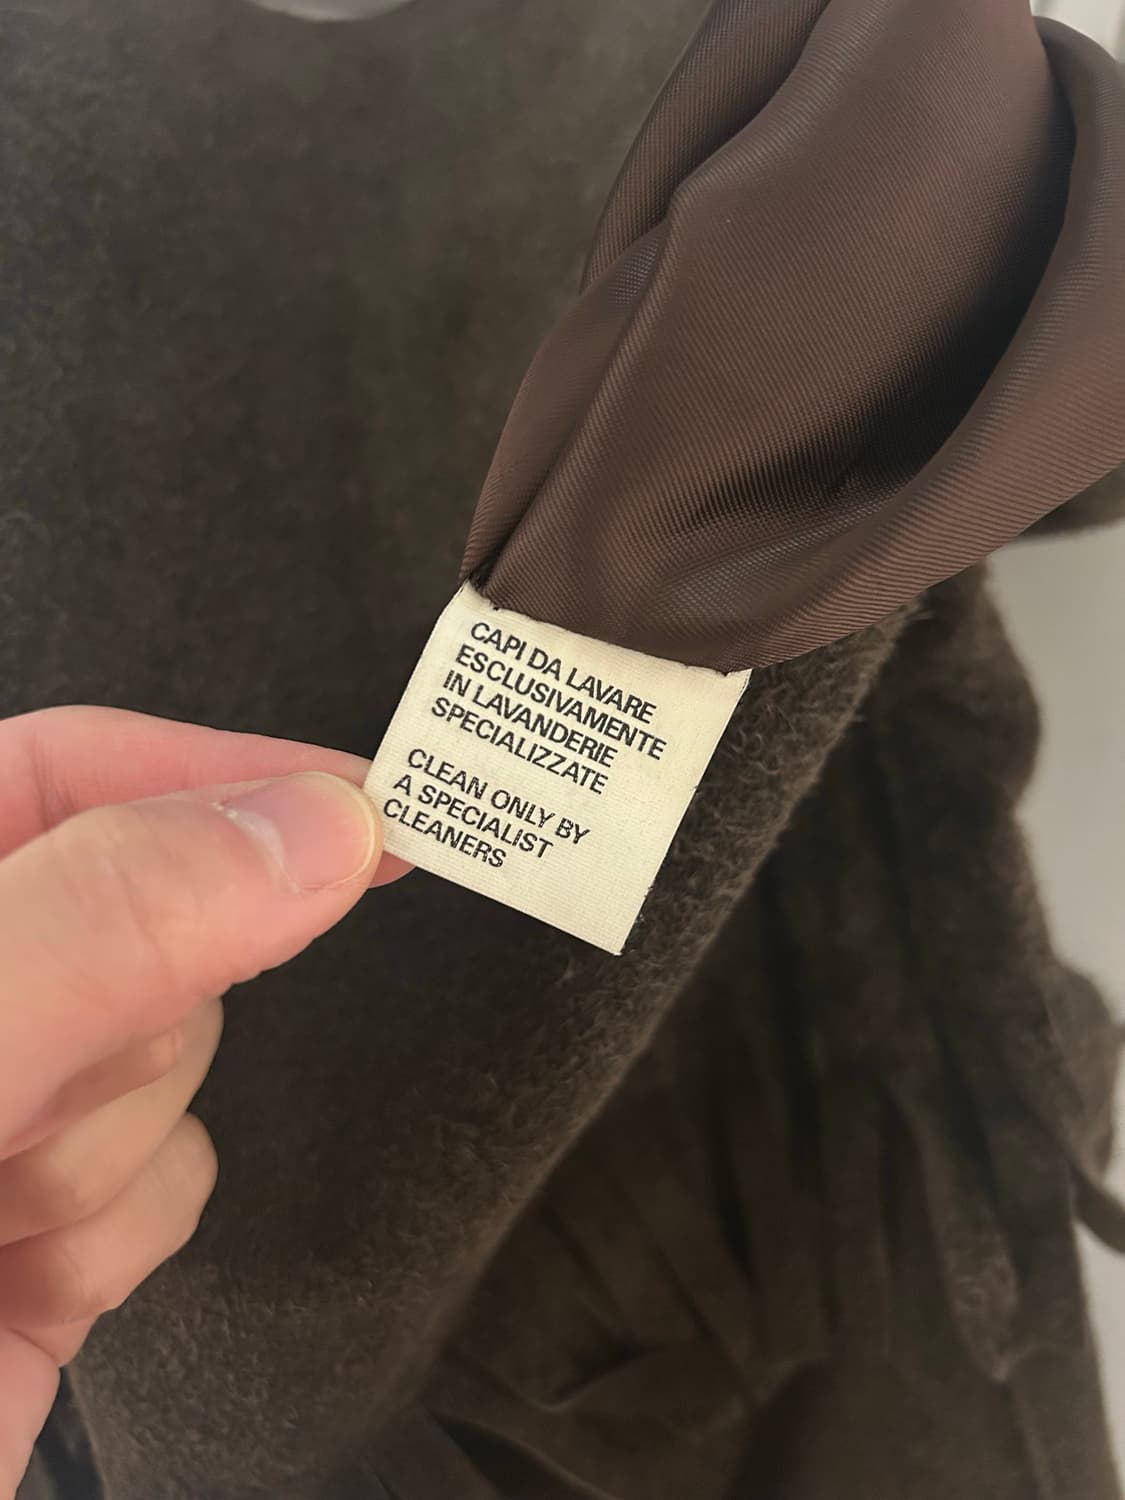 CAPI DA LAVARE
ESCLUSIVAMENTE
IN LAVANDERIE
SPECIALIZZATE
CLEAN ONLY BY
A SPECIALIST
CLEANERS